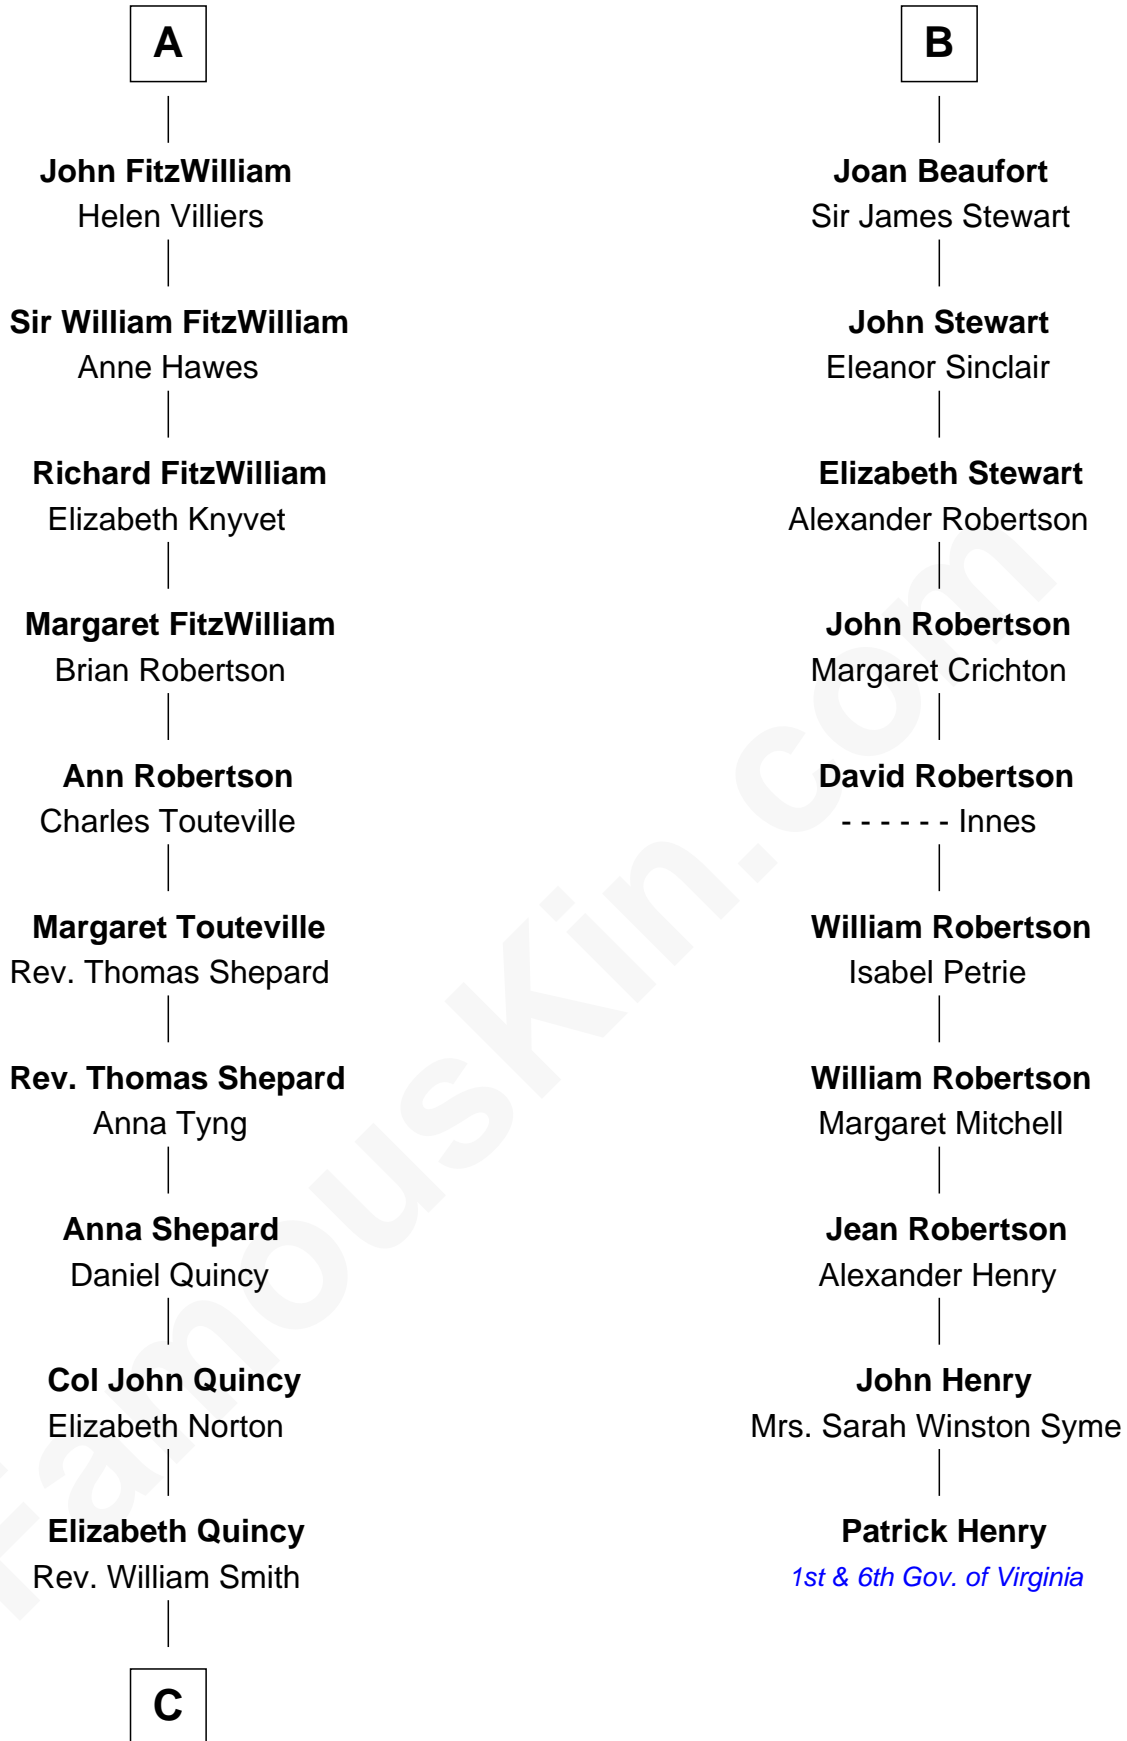 A
John FitzWilliam
Helen Villiers
Sir William FitzWilliam
Anne Hawes
Richard FitzWilliam
Elizabeth Knyvet
Margaret FitzWilliam
Brian Robertson
Ann Robertson
Charles Touteville
Margaret Touteville
Rev. Thomas Shepard
Rev. Thomas Shepard
Anna Tyng
Anna Shepard
Daniel Quincy
Col John Quincy
Elizabeth Norton
Elizabeth Quincy
Rev. William Smith
C
B
Joan Beaufort
Sir James Stewart
John Stewart
Eleanor Sinclair
Elizabeth Stewart
Alexander Robertson
John Robertson
Margaret Crichton
David Robertson
- - - - - - Innes
William Robertson
Isabel Petrie
William Robertson
Margaret Mitchell
Jean Robertson
Alexander Henry
John Henry
Mrs. Sarah Winston Syme
Patrick Henry
1st & 6th Gov. of Virginia
FamousKin.com